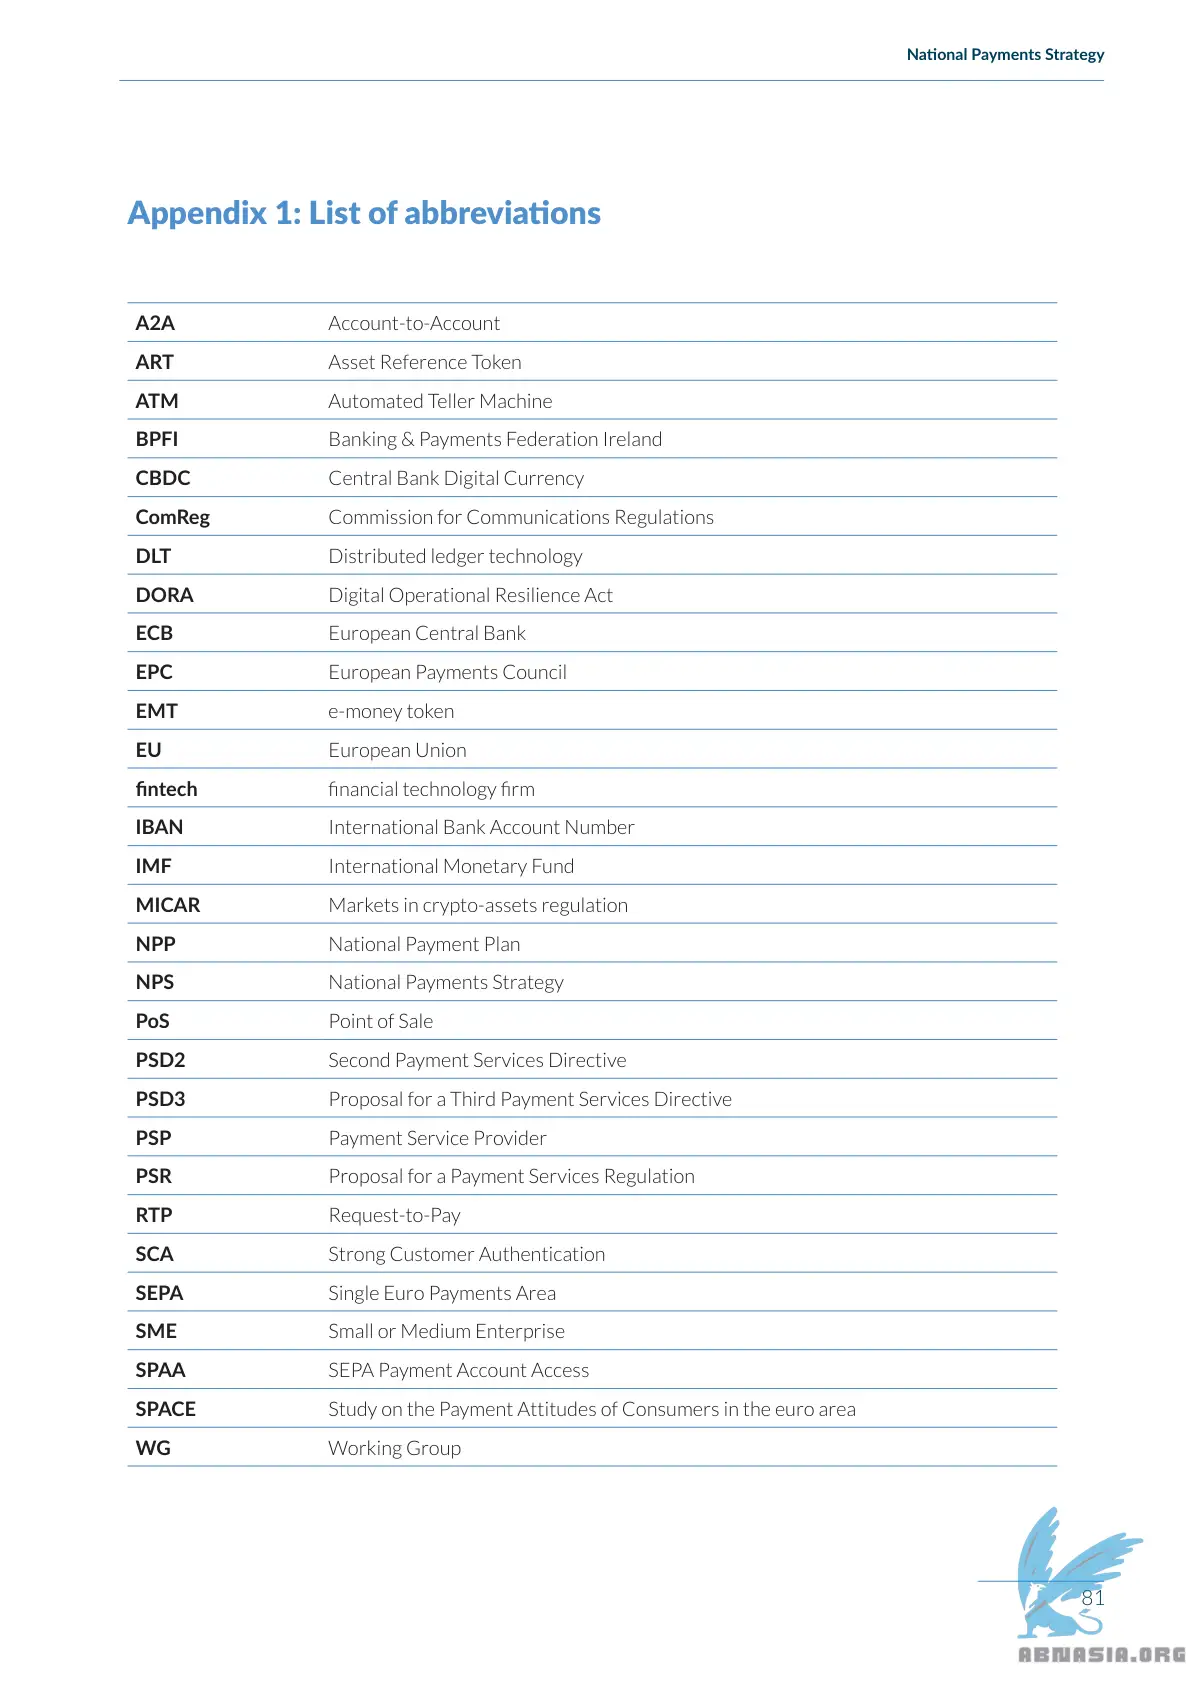 National Payments Strategy
Appendix 1: List of abbreviations
A2A Account-to-Account
ART Asset Reference Token
ATM Automated Teller Machine
BPFI Banking & Payments Federation Ireland
CBDC Central Bank Digital Currency
ComReg Commission for Communications Regulations
DLT Distributed ledger technology
DORA Digital Operational Resilience Act
ECB European Central Bank
EPC European Payments Council
EMT e-money token
EU European Union
fintech financial technology firm
IBAN International Bank Account Number
IMF International Monetary Fund
MICAR Markets in crypto-assets regulation
NPP National Payment Plan
NPS National Payments Strategy
PoS Point of Sale
PSD2 Second Payment Services Directive
PSD3 Proposal for a Third Payment Services Directive
PSP Payment Service Provider
PSR Proposal for a Payment Services Regulation
RTP Request-to-Pay
SCA Strong Customer Authentication
SEPA Single Euro Payments Area
SME Small or Medium Enterprise
SPAA SEPA Payment Account Access
SPACE Study on the Payment Attitudes of Consumers in the euro area
WG Working Group
81
ABNASIA.ORG